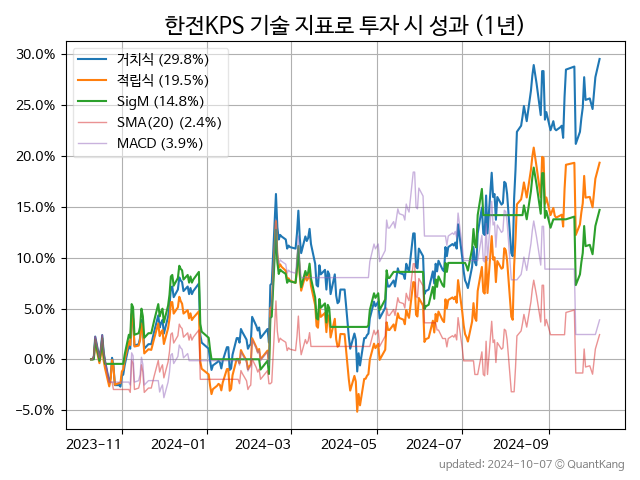 한전KPS 기술 지표로 투자 시 성과 (1년)
30.0%
25.0%
20.0%
15.0%
10.0%
5.0%
0.0%
−5.0%
거치식 (29.8%)
적립식 (19.5%)
SigM (14.8%)
SMA(20) (2.4%)
MACD (3.9%)
2023-11 2024-01 2024-03 2024-05 2024-07 2024-09
updated: 2024-10-07 © QuantKang